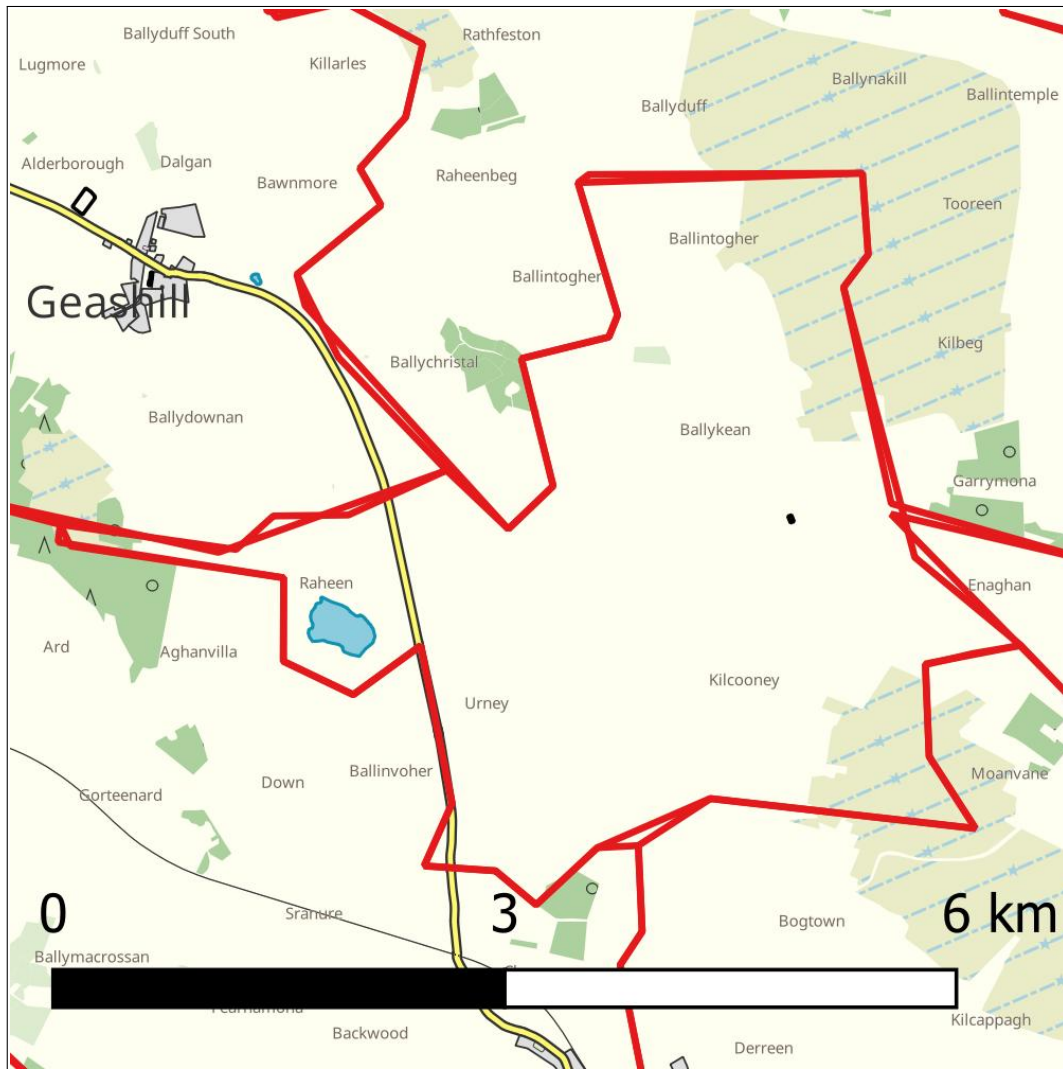 Ballyduff South
Rathfeston
Lugmore
Killarles
Ballynakill
Ballyduff
Ballintemple
Alderborough
Dalgan
Bawnmore
Raheenbeg
Tooreen
Ballintogher
Ballintogher
Geashill
Kilbeg
Ballychristal
Ballydownan
Ballykean
Garrymona
Raheen
Enaghan
Ard
Aghanvilla
Kilcooney
Urney
Ballinvoher
Down
Moanvane
Gorteenard
0
3
6 km
Sranure
Bogtown
Ballymacrossan
Kilcappagh
Backwood
Derreen